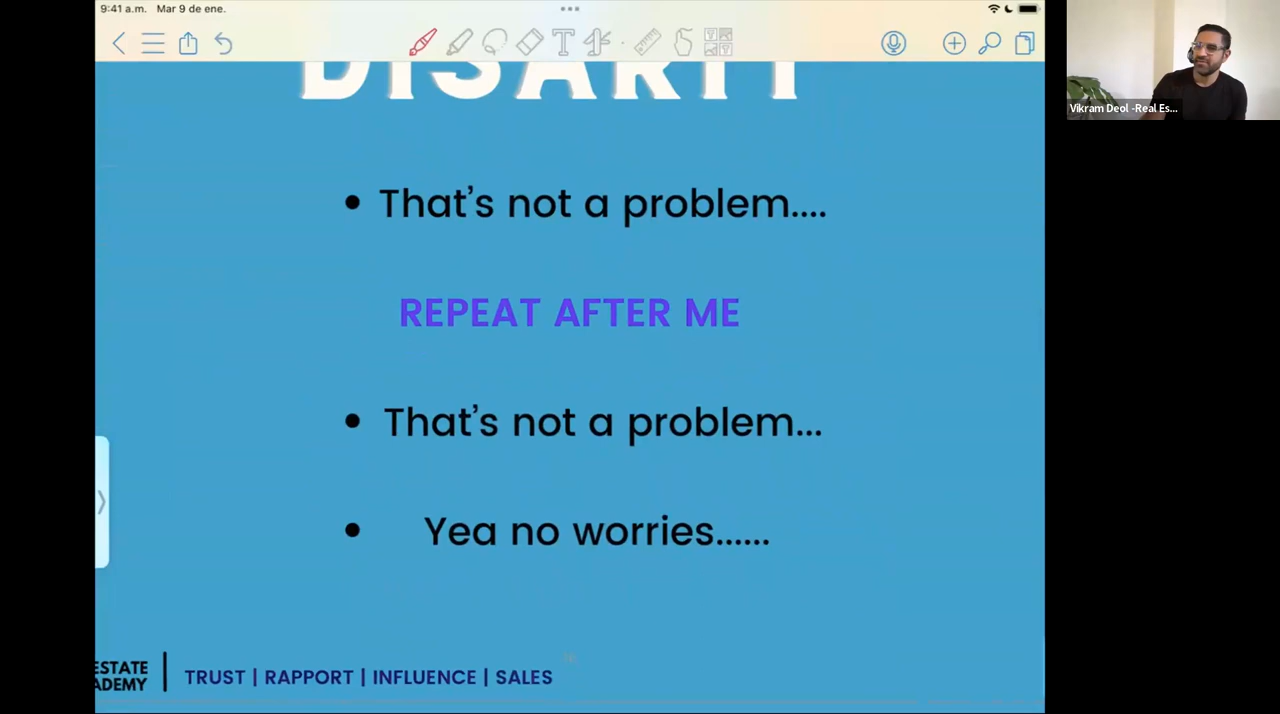 9:41 a.m. Mar 9 de ene.
That's not a problem....
REPEAT AFTER ME
That's not a problem...
Yea no worries......
ESTATE
ADEMY
TRUST | RAPPORT | INFLUENCE | SALES
Vikram Deol -Real Es...